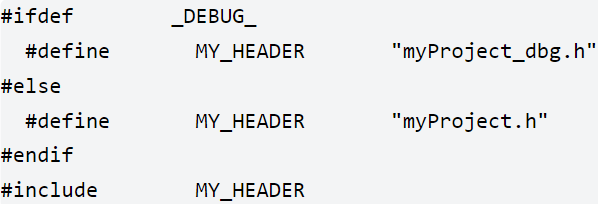 #ifdef _DEBUG_
#define MY_HEADER "myProject_dbg.h"
#else
#define MY_HEADER "myProject.h"
#endif
#include MY_HEADER